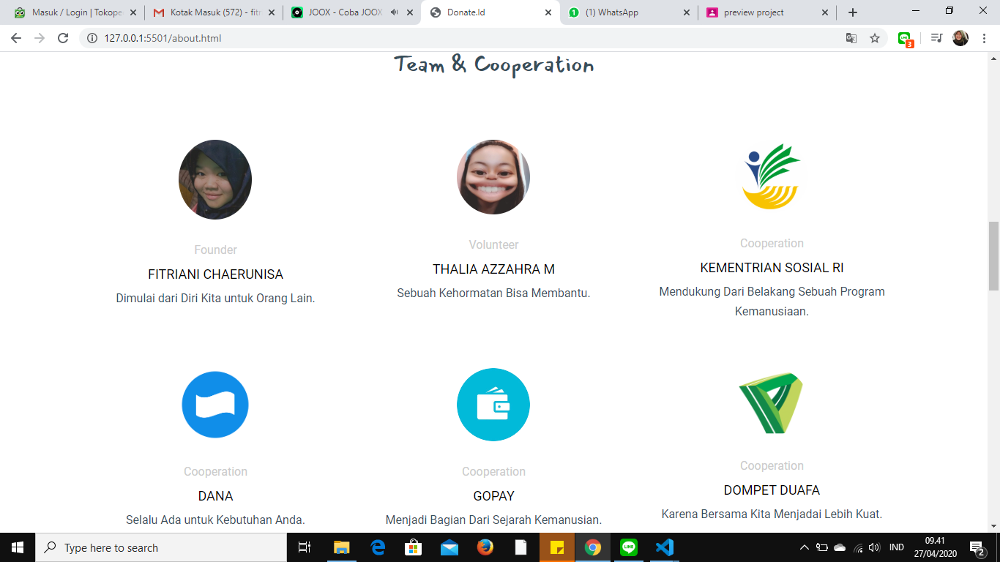 Masuk / Login | Tokope
Kotak Masuk (572) - fitr
JOOX - Coba JOOX
Donate.Id
(1) WhatsApp
preview project
127.0.0.1:5501/about.html
3
Team & Cooperation
Founder
FITRIANI CHAERUNISA
Dimulai dari Diri Kita untuk Orang Lain.
Volunteer
THALIA AZZAHRA M
Sebuah Kehormatan Bisa Membantu.
Cooperation
KEMENTRIAN SOSIAL RI
Mendukung Dari Belakang Sebuah Program
Kemanusiaan.
Cooperation
DANA
Selalu Ada untuk Kebutuhan Anda.
Cooperation
GOPAY
Menjadi Bagian Dari Sejarah Kemanusian.
Cooperation
DOMPET DUAFA
Karena Bersama Kita Menjadai Lebih Kuat.
Type here to search
IND
09.41
27/04/2020
2